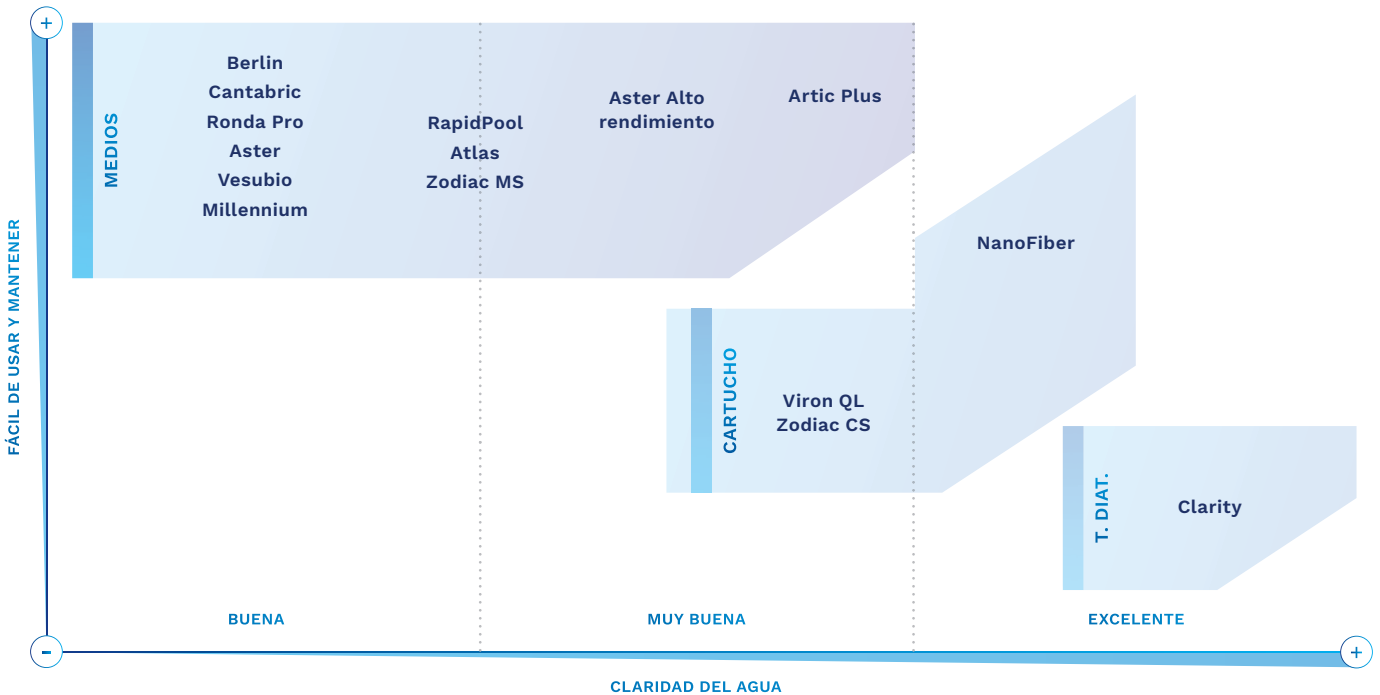 +
FÁCIL DE USAR Y MANTENER
MEDIOS
Berlin
Cantabric
Ronda Pro
Aster
Vesubio
Millennium
RapidPool
Atlas
Zodiac MS
Aster Alto
rendimiento
Artic Plus
NanoFiber
CARTUCHO
Viron QL
Zodiac CS
T. DIAT.
Clarity
BUENA
MUY BUENA
EXCELENTE
-
+
CLARIDAD DEL AGUA